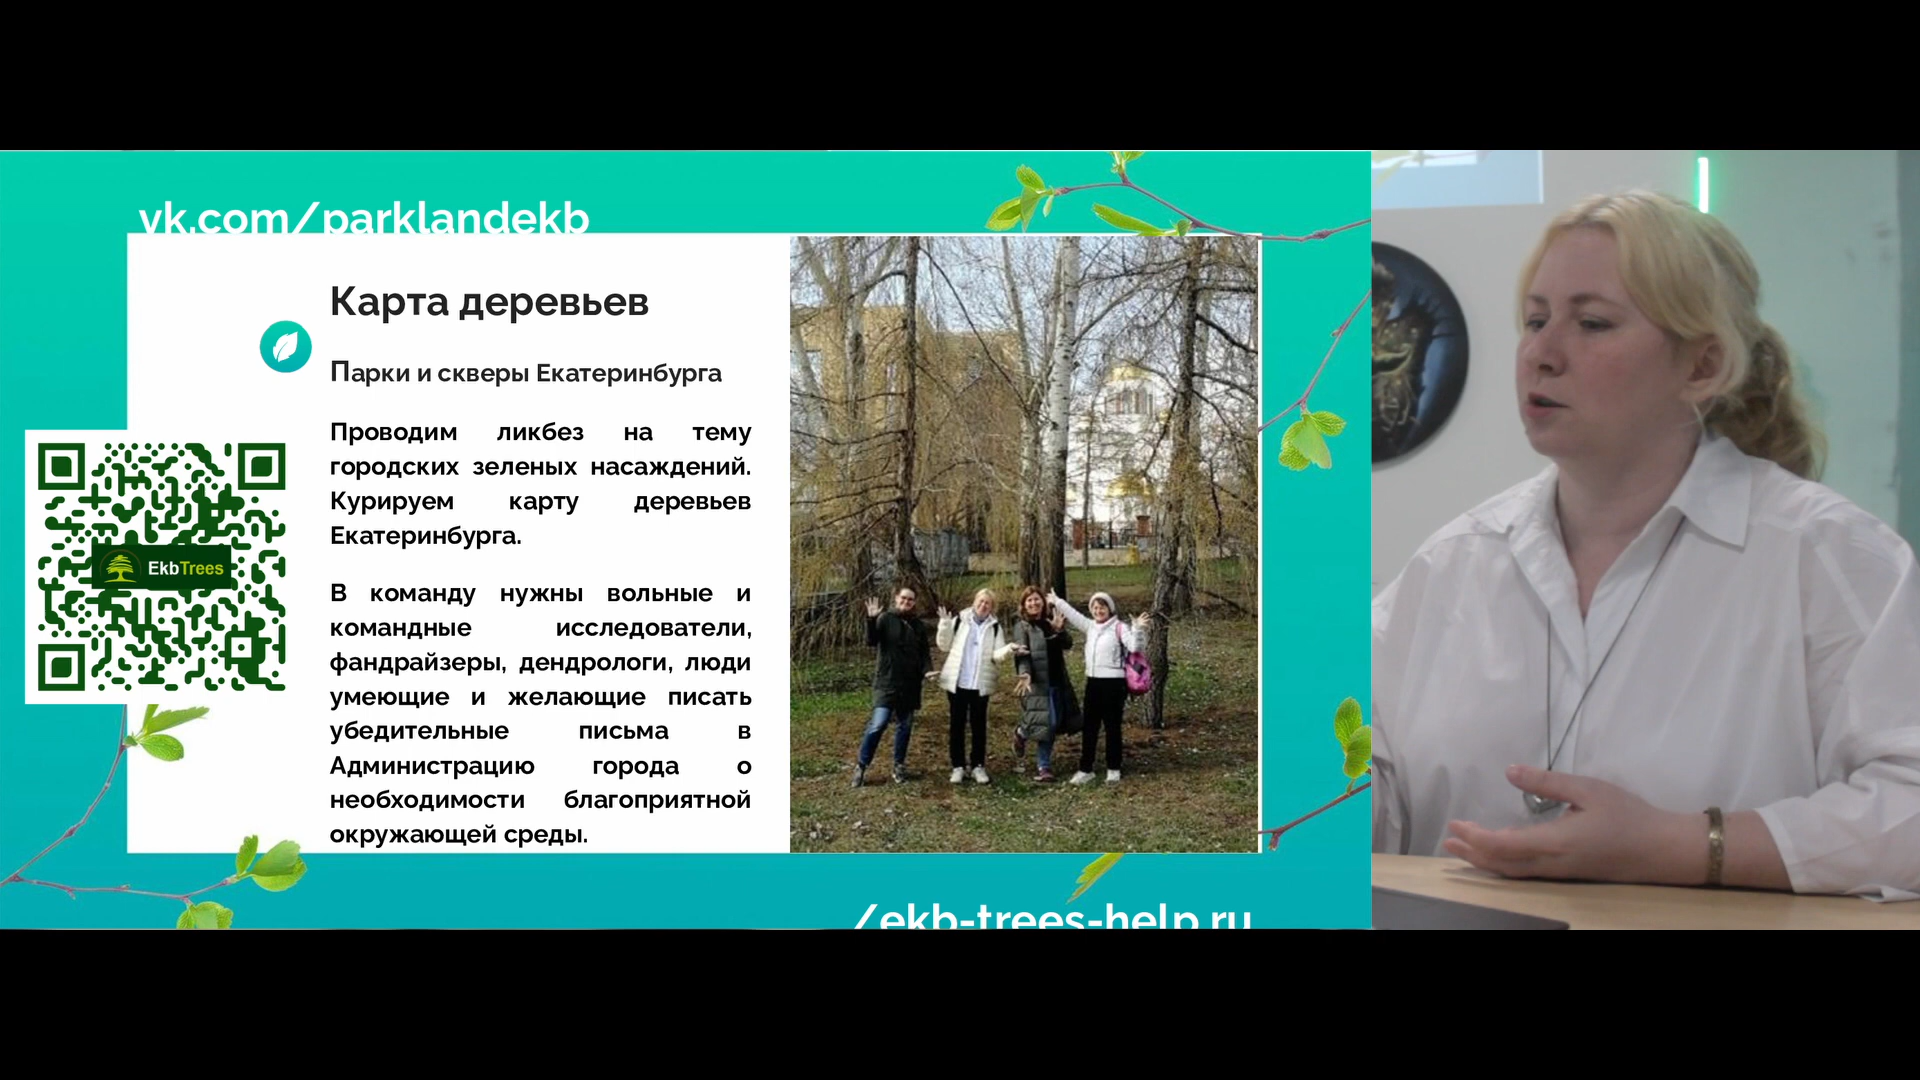 vk.com/parklandekb
Карта деревьев
Парки и скверы Екатеринбурга
Проводим ликбез на тему
городских зеленых насаждений.
Курируем карту деревьев
Екатеринбурга.
В команду нужны вольные и
командные исследователи,
фандрайзеры, дендрологи, люди
умеющие и желающие писать
убедительные письма в
Администрацию города о
необходимости благоприятной
окружающей среды.
EkbTrees
/ekb-trees-help.ru